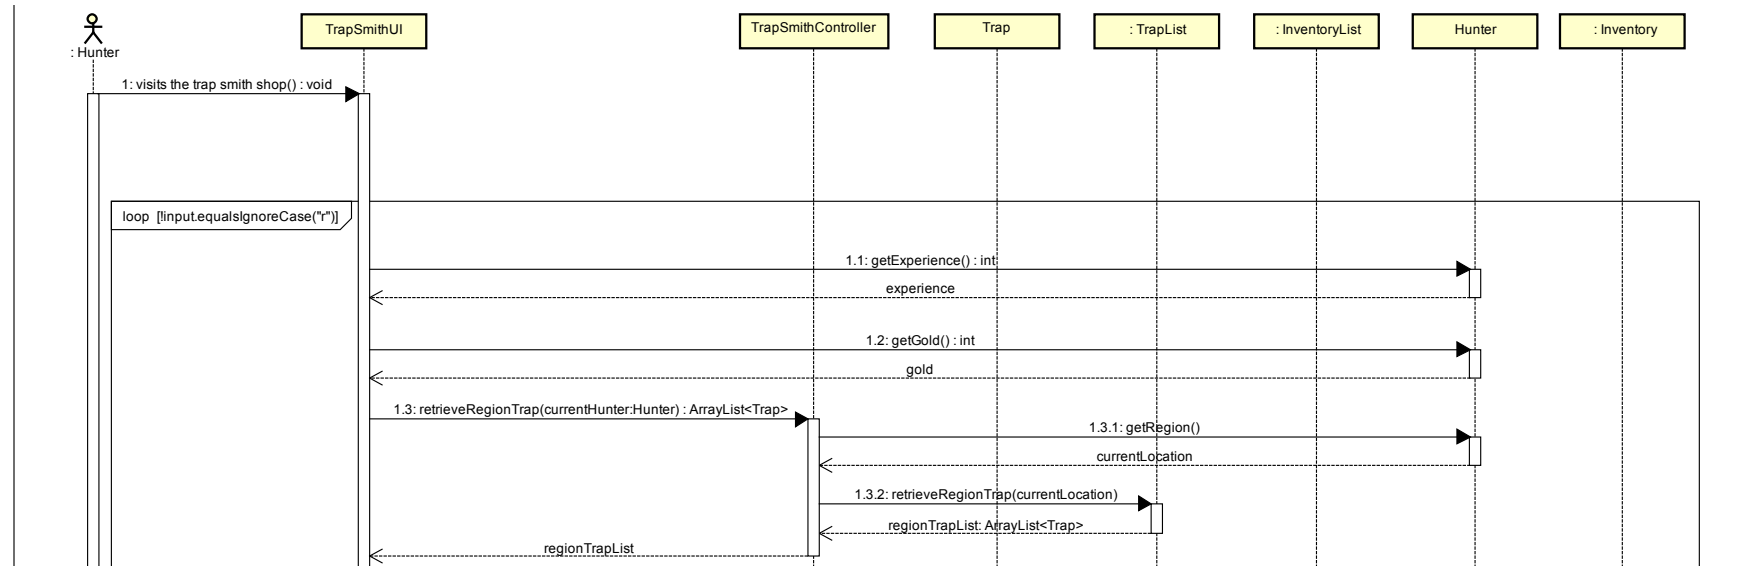 : Hunter
TrapSmithUI
TrapSmithController
Trap
: TrapList
: InventoryList
Hunter
: Inventory
1: visits the trap smith shop() : void
loop [!input.equalsIgnoreCase("r")]
1.1: getExperience() : int
experience
1.2: getGold() : int
gold
1.3: retrieveRegionTrap(currentHunter:Hunter) : ArrayList<Trap>
1.3.1: getRegion()
currentLocation
1.3.2: retrieveRegionTrap(currentLocation)
regionTrapList: ArrayList<Trap>
regionTrapList